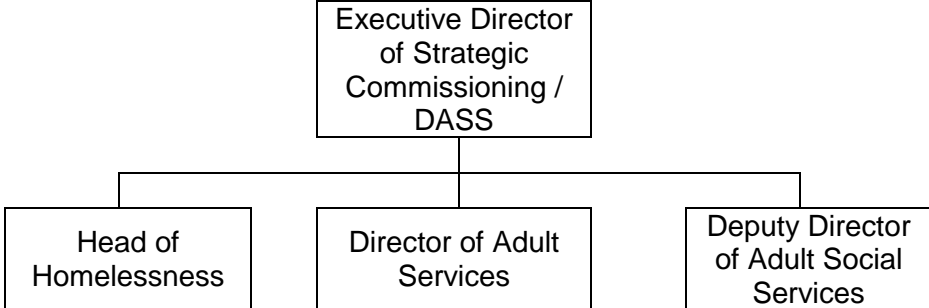 Executive Director
of Strategic
Commissioning /
DASS
Head of
Homelessness
Director of Adult
Services
Deputy Director
of Adult Social
Services